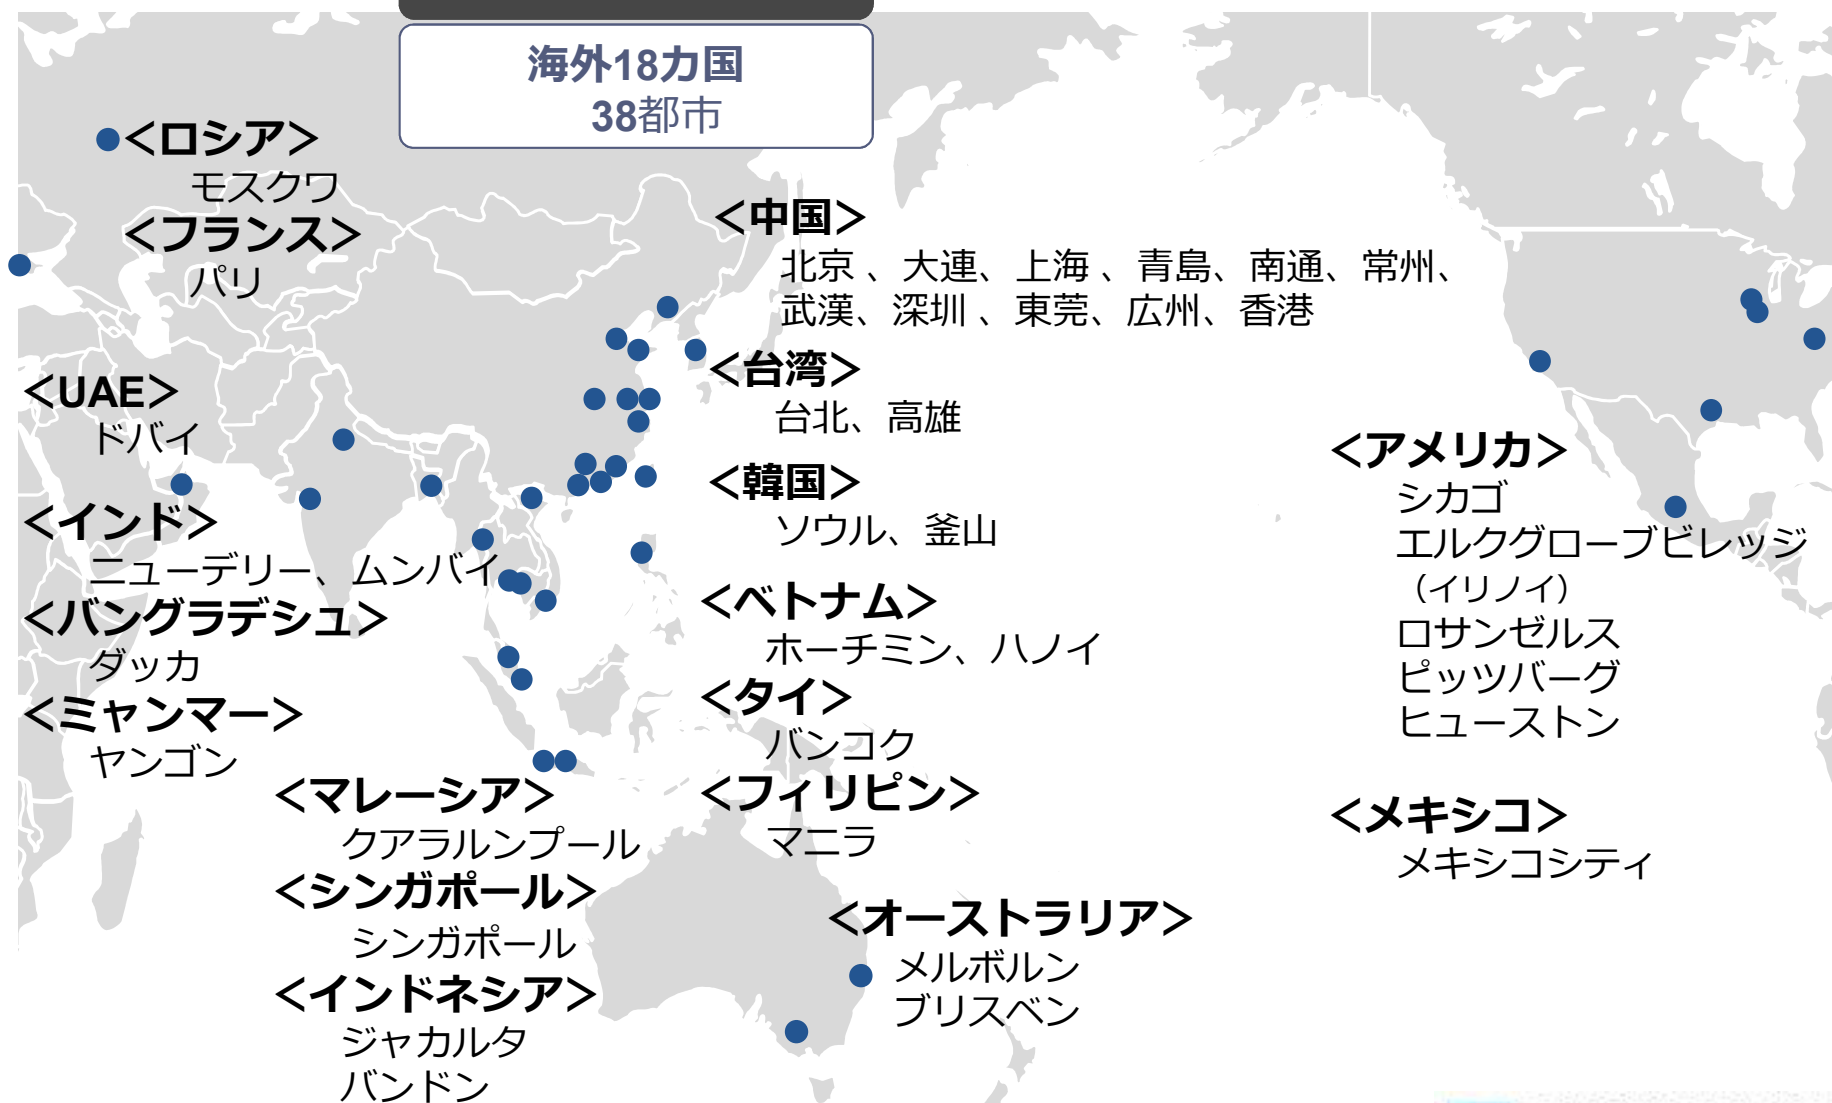 海外18カ国
38都市
<ロシア>
モスクワ
<フランス>
パリ
<UAE>
ドバイ
<インド>
ニューデリー、ムンバイ
<バングラデシュ>
ダッカ
<ミャンマー>
ヤンゴン
<マレーシア>
クアラルンプール
<シンガポール>
シンガポール
<インドネシア>
ジャカルタ
バンドン
<中国>
北京 、大連、上海 、青島、南通、常州、
武漢、深圳 、東莞、広州、香港
<台湾>
台北、高雄
<韓国>
ソウル、釜山
<ベトナム>
ホーチミン、ハノイ
<タイ>
バンコク
<フィリピン>
マニラ
<オーストラリア>
メルボルン
ブリスベン
<アメリカ>
シカゴ
エルクグローブビレッジ
（イリノイ）
ロサンゼルス
ピッツバーグ
ヒューストン
<メキシコ>
メキシコシティ